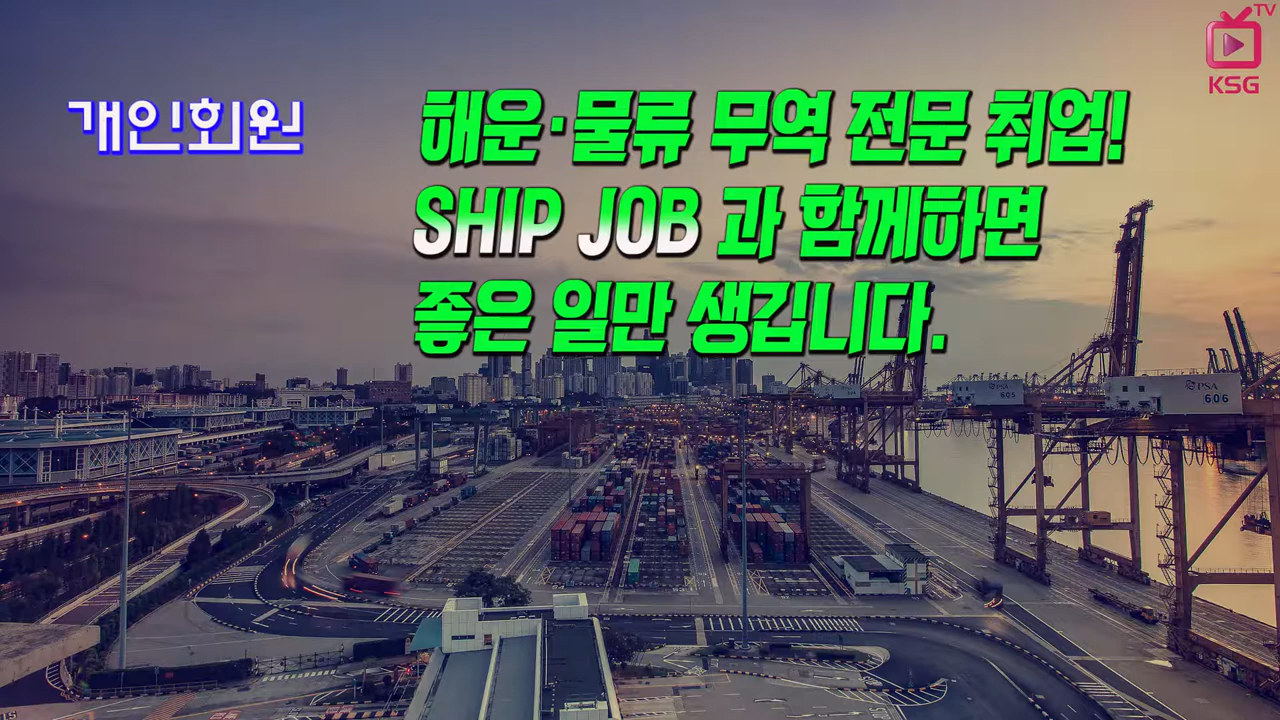 TV
KSG
개인회원
해운·물류 무역 전문 취업!
SHIP JOB 과 함께하면
좋은 일만 생깁니다.
PSA
605
PSA
606